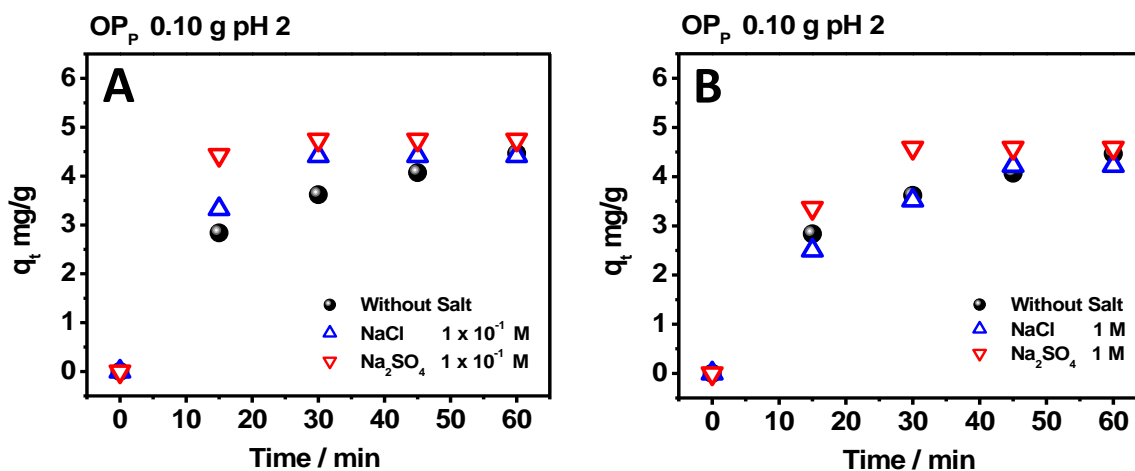 OPP 0.10 g pH 2
A
qt mg/g
6
5
4
3
2
1
0
Without Salt
NaCl 1 x 10-1 M
Na2SO4 1 x 10-1 M
0 10 20 30 40 50 60
Time / min
OPP 0.10 g pH 2
B
qt mg/g
6
5
4
3
2
1
0
Without Salt
NaCl 1 M
Na2SO4 1 M
0 10 20 30 40 50 60
Time / min